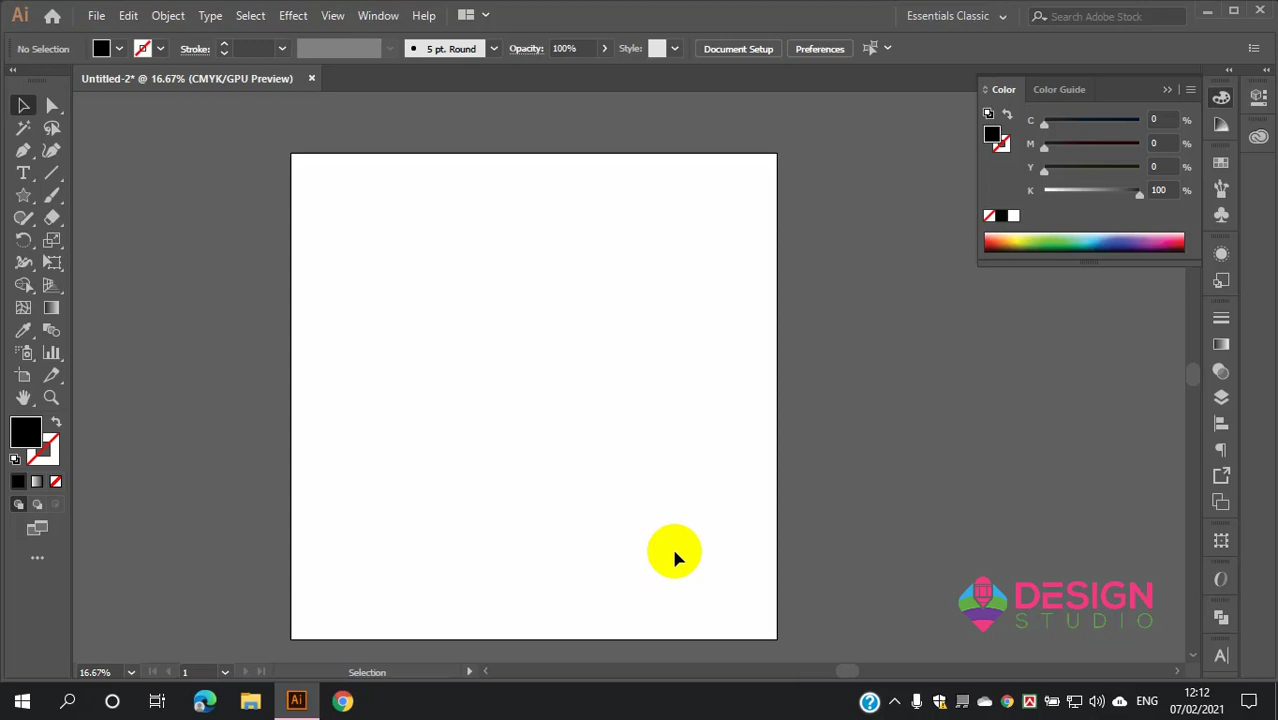 Ai File Edit Object Type Select Effect View Window Help Essentials Classic Search Adobe Stock
No Selection Stroke: 5 pt. Round Opacity: 100% Style: Document Setup Preferences
Untitled-2* @ 16.67% (CMYK/GPU Preview)
Color Color Guide
C 0 %
M 0 %
Y 0 %
K 100 %
DESIGN
STUDIO
16.67% 1 Selection
Ai ENG 12:12
07/02/2021